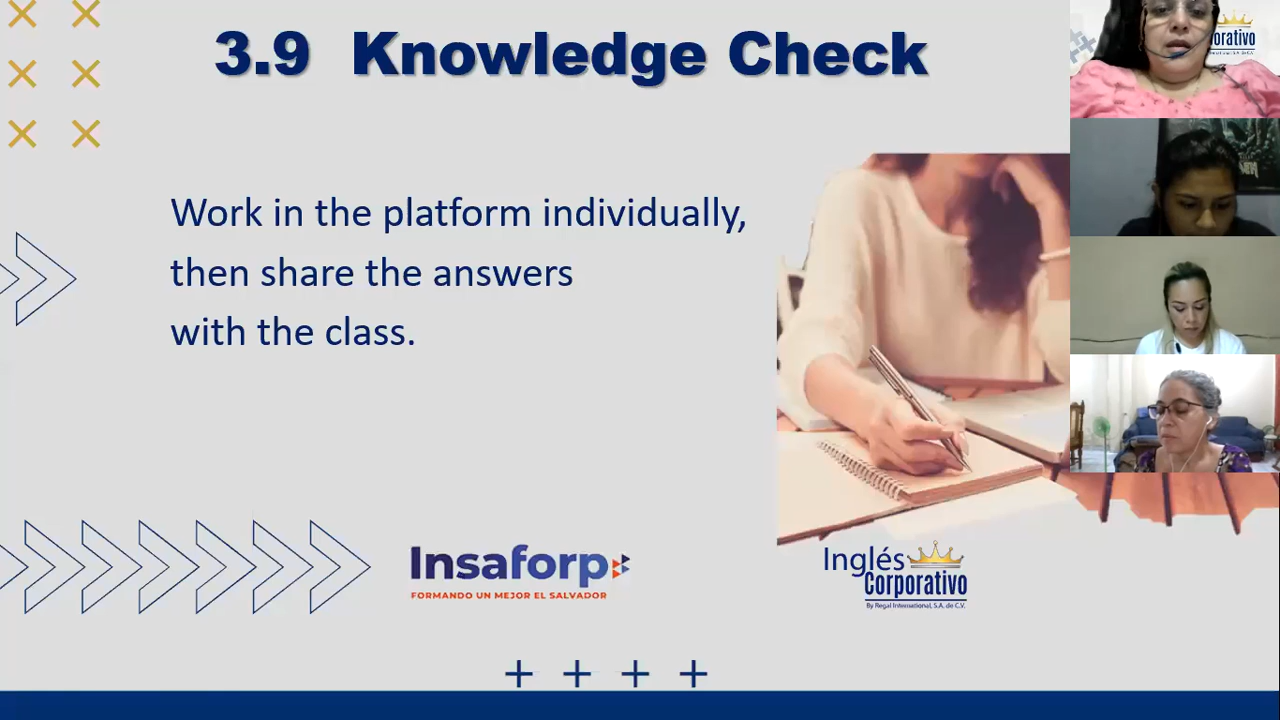 3.9 Knowledge Check
Work in the platform individually,
then share the answers
with the class.
Insaforp
FORMANDO UN MEJOR EL SALVADOR
Inglés
Corporativo
By Regal International, S.A. de C.V.